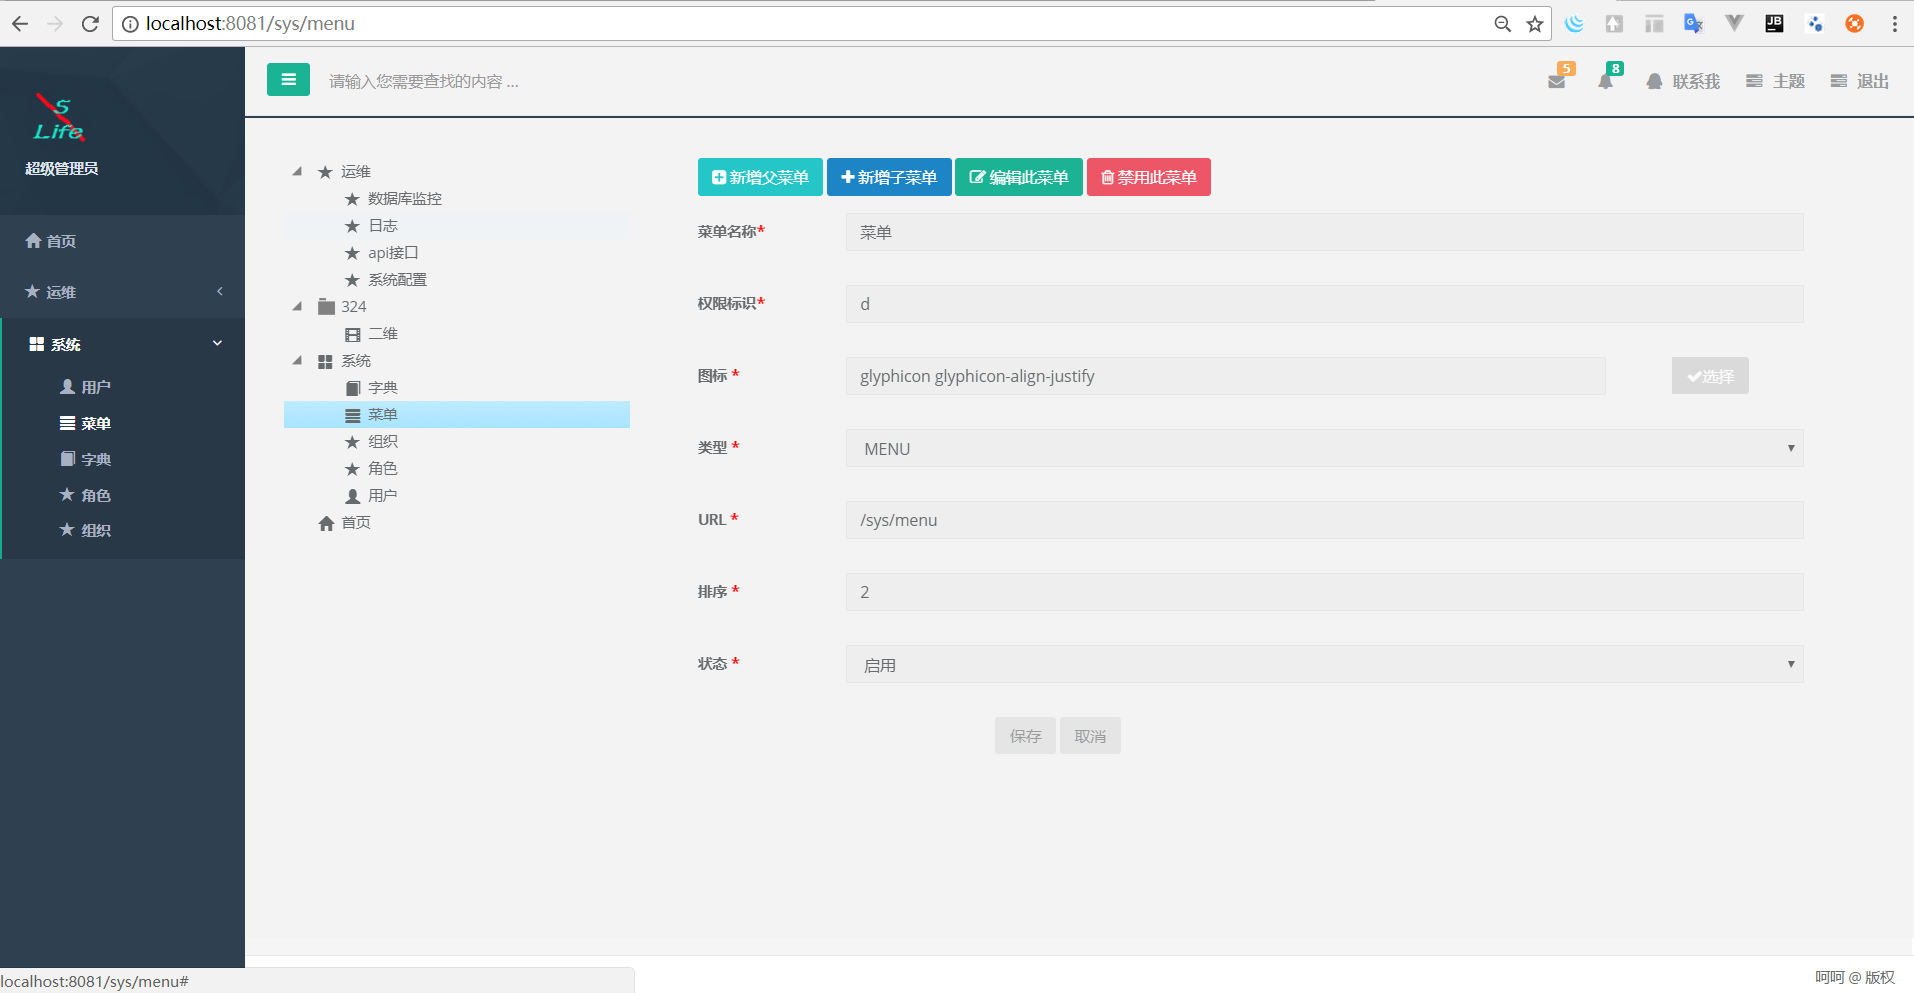 localhost:8081/sys/menu
JB
S
Life
超级管理员
首页
运维
系统
用户
菜单
字典
角色
组织
请输入您需要查找的内容 ...
5
8
联系我
主题
退出
运维
数据库监控
日志
api接口
系统配置
324
二维
系统
字典
菜单
组织
角色
用户
首页
新增父菜单
新增子菜单
编辑此菜单
禁用此菜单
菜单名称*
菜单
权限标识*
d
图标 *
glyphicon glyphicon-align-justify
选择
类型 *
MENU
URL *
/sys/menu
排序 *
2
状态 *
启用
保存
取消
localhost:8081/sys/menu#
呵呵 @ 版权